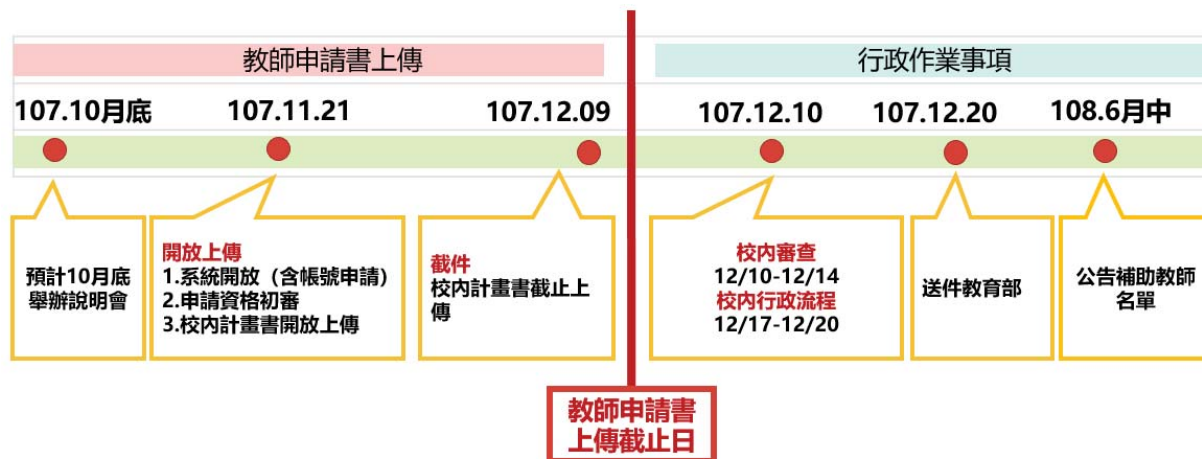 教師申請書上傳
行政作業事項
107.10月底
107.11.21
107.12.09
107.12.10
107.12.20
108.6月中
預計10月底
舉辦說明會
開放上傳
1.系統開放（含帳號申請）
2.申請資格初審
3.校內計畫書開放上傳
截件
校內計畫書截止上
傳
校內審查
12/10-12/14
校內行政流程
12/17-12/20
送件教育部
公告補助教師
名單
教師申請書
上傳截止日